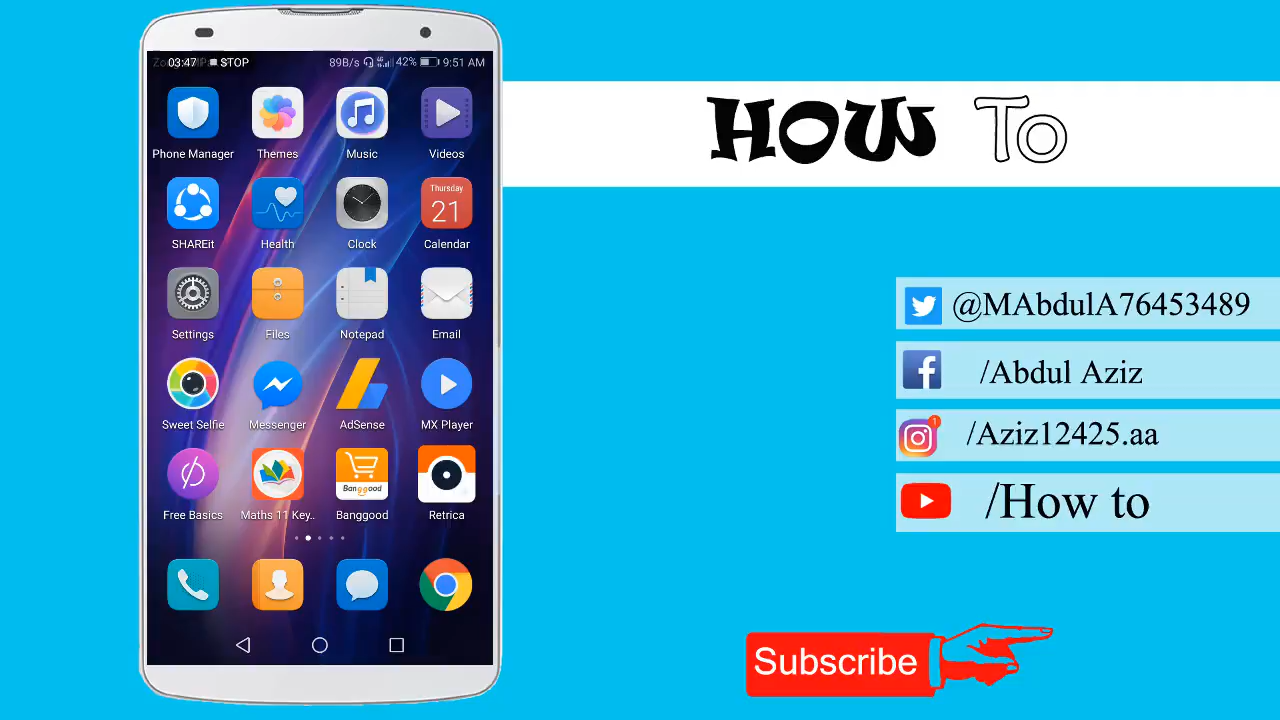 03:47 STOP 89B/s 4G 42% 9:51 AM
Phone Manager Themes Music Videos
Thursday
21
SHAREit Health Clock Calendar
Settings Files Notepad Email
Sweet Selfie Messenger AdSense MX Player
Banggood
Free Basics Maths 11 Key.. Banggood Retrica
HOW To
@MAbdulA76453489
/Abdul Aziz
1
/Aziz12425.aa
/How to
Subscribe